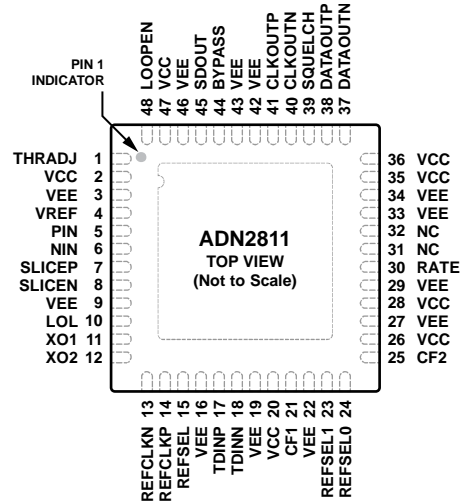 PIN 1
INDICATOR
48 LOOPEN
47 VCC
46 VEE
45 SDOUT
44 BYPASS
43 VEE
42 VEE
41 CLKOUTP
40 CLKOUTN
39 SQUELCH
38 DATAOUTP
37 DATAOUTN
THRADJ 1
VCC 2
VEE 3
VREF 4
PIN 5
NIN 6
SLICEP 7
SLICEN 8
VEE 9
LOL 10
XO1 11
XO2 12
ADN2811
TOP VIEW
(Not to Scale)
36 VCC
35 VCC
34 VEE
33 VEE
32 NC
31 NC
30 RATE
29 VEE
28 VCC
27 VEE
26 VCC
25 CF2
REFCLKN 13
REFCLKP 14
REFSEL 15
VEE 16
TDINP 17
TDINN 18
VEE 19
VCC 20
CF1 21
VEE 22
REFSEL1 23
REFSEL0 24